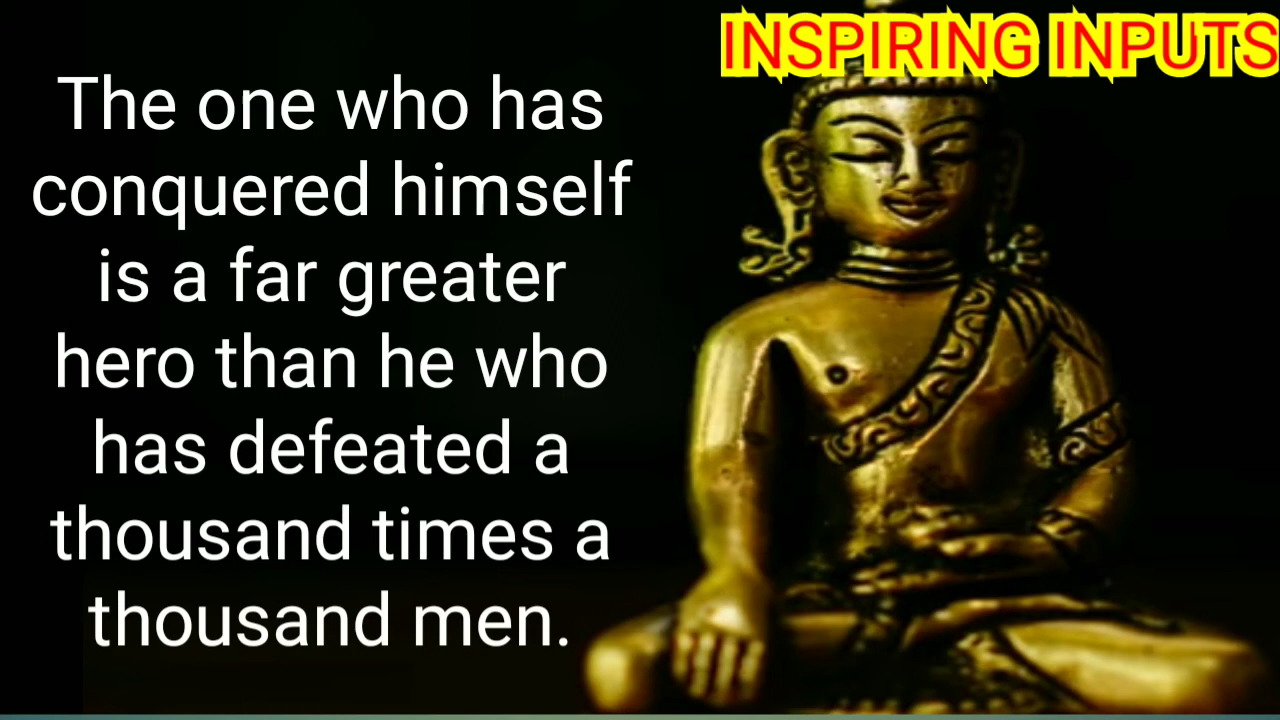 INSPIRING INPUTS
The one who has
conquered himself
is a far greater
hero than he who
has defeated a
thousand times a
thousand men.